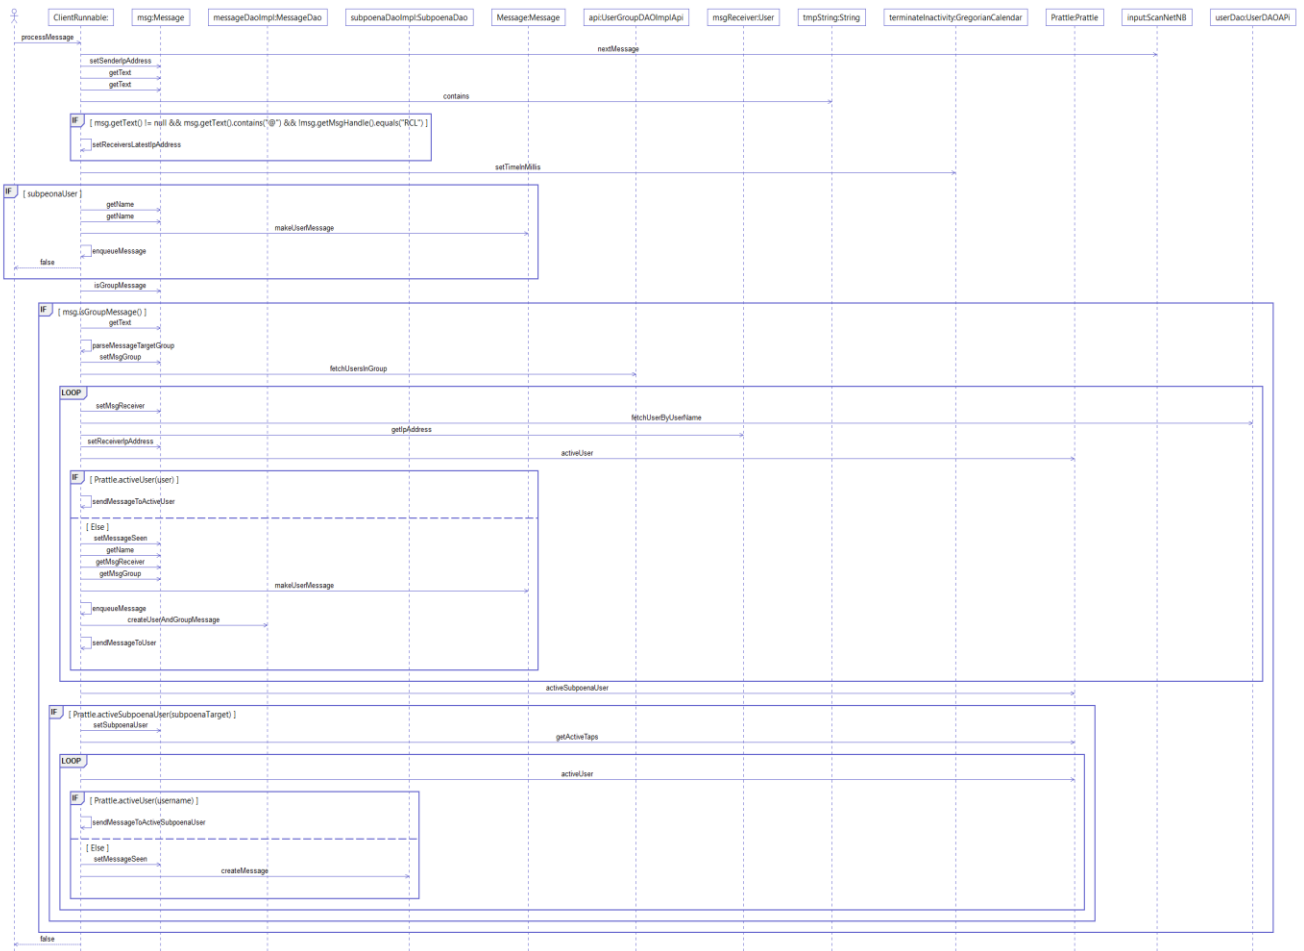 ClientRunnable: msg:Message messageDaoImpl:MessageDao subpoenaDaoImpl:SubpoenaDao Message:Message api:UserGroupDAOImplApi msgReceiver:User tmpString:String terminateInactivity:GregorianCalendar Prattle:Prattle input:ScanNetNB userDao:UserDAOAPi
processMessage
nextMessage
setSenderIpAddress
getText
getText
contains
IF [ msg.getText() != null && msg.getText().contains("@") && !msg.getMsgHandle().equals("RCL") ]
setReceiversLatestIpAddress
setTimeInMillis
IF [ subpeonaUser ]
getName
getName
makeUserMessage
enqueueMessage
false
isGroupMessage
IF [ msg.isGroupMessage() ]
getText
parseMessageTargetGroup
setMsgGroup
fetchUsersInGroup
LOOP
setMsgReceiver
fetchUserByUserName
getIpAddress
setReceiverIpAddress
activeUser
IF [ Prattle.activeUser(user) ]
sendMessageToActiveUser
[ Else ]
setMessageSeen
getName
getMsgReceiver
getMsgGroup
makeUserMessage
enqueueMessage
createUserAndGroupMessage
sendMessageToUser
activeSubpoenaUser
IF [ Prattle.activeSubpoenaUser(subpoenaTarget) ]
setSubpoenaUser
getActiveTaps
LOOP
activeUser
IF [ Prattle.activeUser(username) ]
sendMessageToActiveSubpoenaUser
[ Else ]
setMessageSeen
createMessage
false